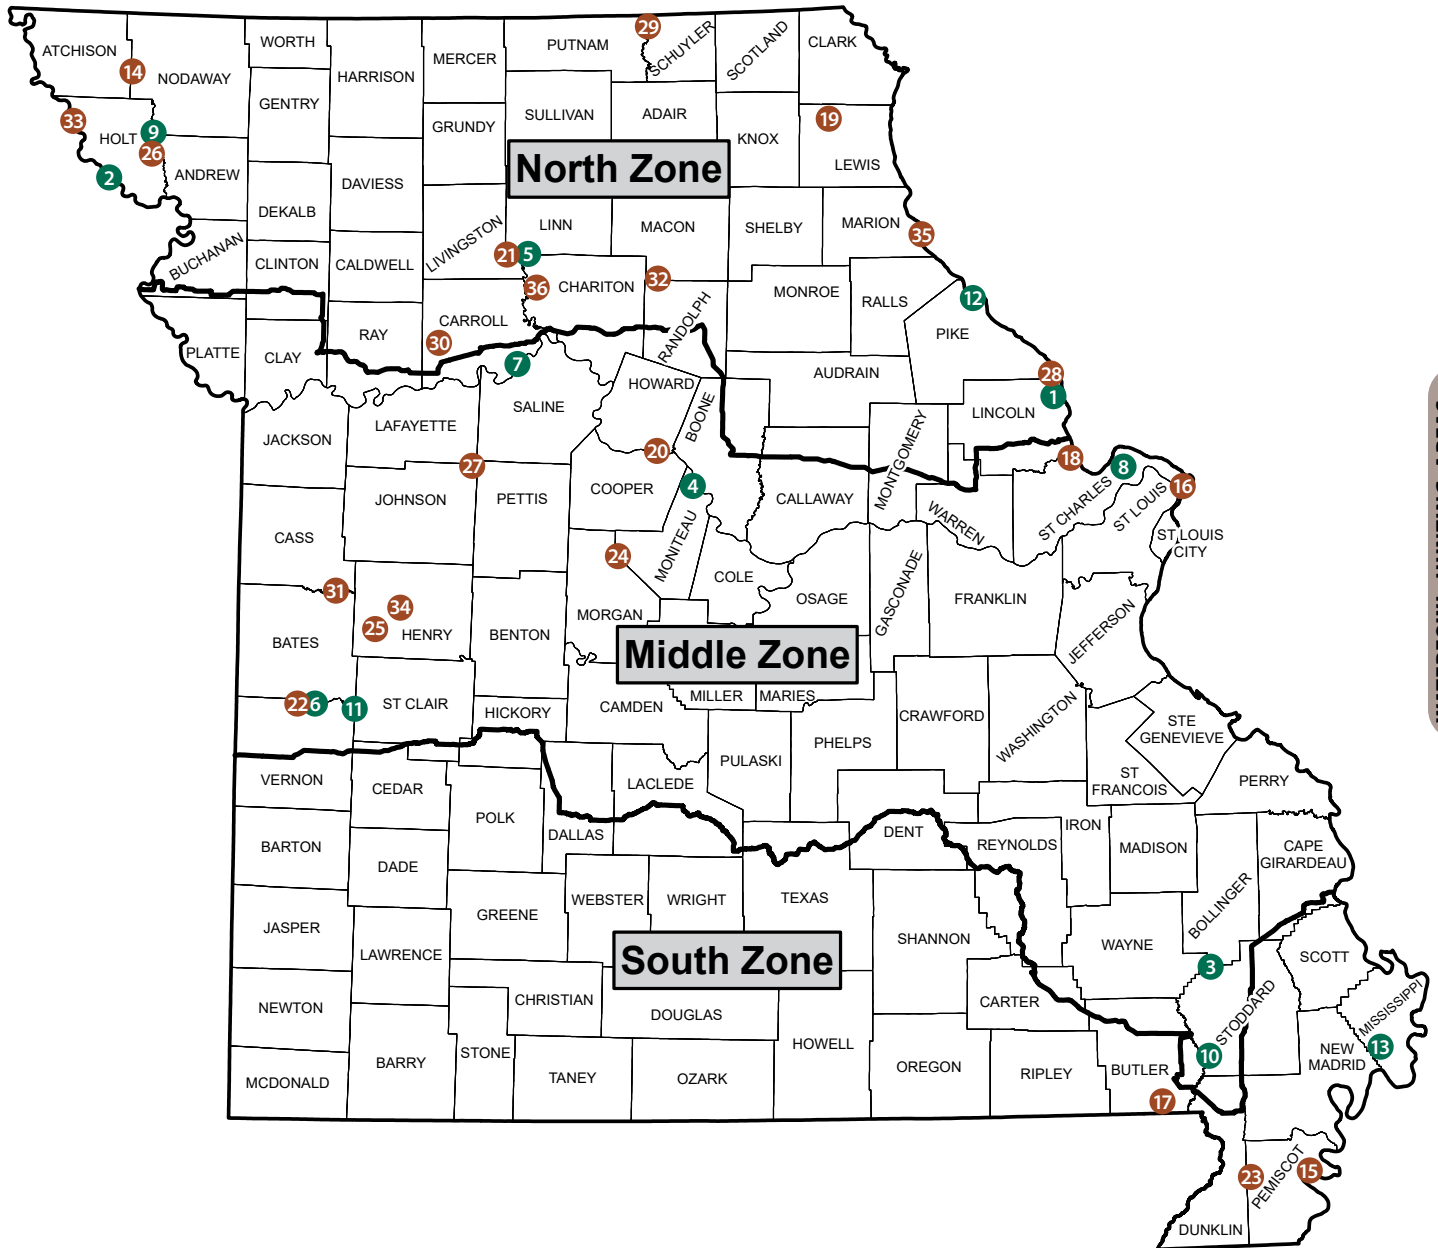 WORTH
PUTNAM
29
SCHUYLER
SCOTLAND
CLARK
ATCHISON
14
NODAWAY
HARRISON
MERCER
GENTRY
SULLIVAN
ADAIR
KNOX
19
33
HOLT
9
26
2
GRUNDY
LEWIS
ANDREW
DAVIESS
North Zone
DEKALB
LIVINGSTON
LINN
MACON
SHELBY
MARION
35
BUCHANAN
CLINTON
CALDWELL
21
5
36
CHARITON
32
MONROE
RALLS
12
PLATTE
CLAY
RAY
CARROLL
30
7
RANDOLPH
PIKE
AUDRAIN
28
1
HOWARD
BOONE
LINCOLN
JACKSON
LAFAYETTE
SALINE
20
MONTGOMERY
18
8
16
27
JOHNSON
PETTIS
COOPER
4
CALLAWAY
WARREN
ST CHARLES
ST LOUIS
ST LOUIS
CITY
CASS
24
MONITEAU
COLE
OSAGE
GASCONADE
FRANKLIN
JEFFERSON
31
34
25
HENRY
BATES
BENTON
MORGAN
Middle Zone
22
6
11
ST CLAIR
HICKORY
CAMDEN
MILLER
MARIES
CRAWFORD
WASHINGTON
STE
GENEVIEVE
PULASKI
PHELPS
ST
FRANCOIS
PERRY
VERNON
CEDAR
POLK
DALLAS
LACLEDE
DENT
REYNOLDS
IRON
MADISON
CAPE
GIRARDEAU
BARTON
DADE
WEBSTER
WRIGHT
TEXAS
BOLLINGER
JASPER
LAWRENCE
GREENE
SHANNON
WAYNE
SCOTT
South Zone
3
NEWTON
CHRISTIAN
DOUGLAS
CARTER
STODDARD
MISSISSIPPI
13
MCDONALD
BARRY
STONE
TANEY
OZARK
HOWELL
OREGON
RIPLEY
BUTLER
10
NEW
MADRID
17
23
PEMISCOT
15
DUNKLIN